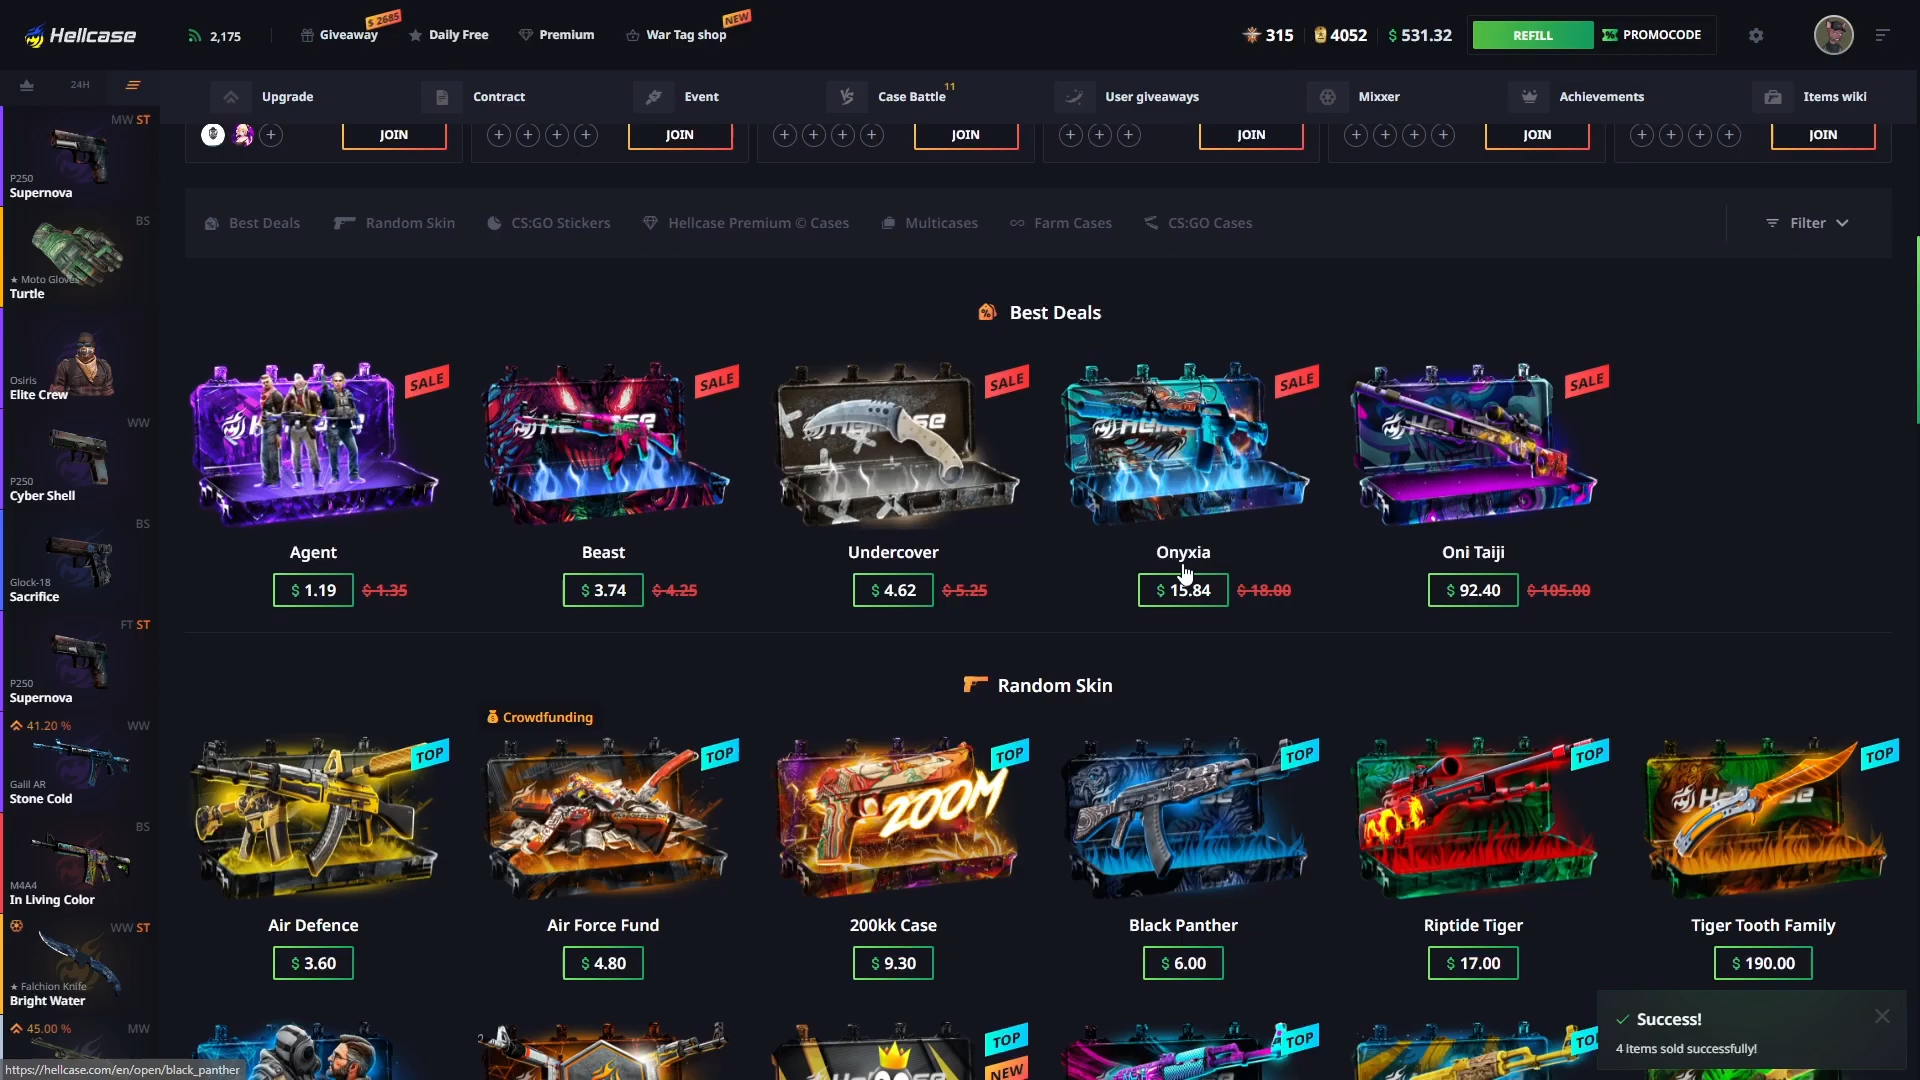 Hellcase
2,175
Giveaway
$ 2685
Daily Free
Premium
War Tag shop
NEW
315
4052
$ 531.32
REFILL
PROMOCODE
24H
Upgrade
Contract
Event
Case Battle
11
User giveaways
Mixxer
Achievements
Items wiki
JOIN
JOIN
JOIN
JOIN
JOIN
JOIN
MW ST
P250
Supernova
BS
★ Moto Gloves
Turtle
Osiris
Elite Crew
WW
P250
Cyber Shell
BS
Glock-18
Sacrifice
FT ST
P250
Supernova
41.20 %
WW
Galil AR
Stone Cold
BS
M4A4
In Living Color
WW ST
★ Falchion Knife
Bright Water
45.00 %
MW
Best Deals
Random Skin
CS:GO Stickers
Hellcase Premium © Cases
Multicases
Farm Cases
CS:GO Cases
Filter
Best Deals
SALE
SALE
SALE
SALE
SALE
Agent
Beast
Undercover
Onyxia
Oni Taiji
$ 1.19 $ 1.35
$ 3.74 $ 4.25
$ 4.62 $ 5.25
$ 15.84 $ 18.00
$ 92.40 $ 105.00
Random Skin
Crowdfunding
TOP
TOP
TOP
TOP
TOP
TOP
200M
Air Defence
Air Force Fund
200kk Case
Black Panther
Riptide Tiger
Tiger Tooth Family
$ 3.60
$ 4.80
$ 9.30
$ 6.00
$ 17.00
$ 190.00
TOP
NEW
TOP
TO
Success!
4 items sold successfully!
https://hellcase.com/en/open/black_panther